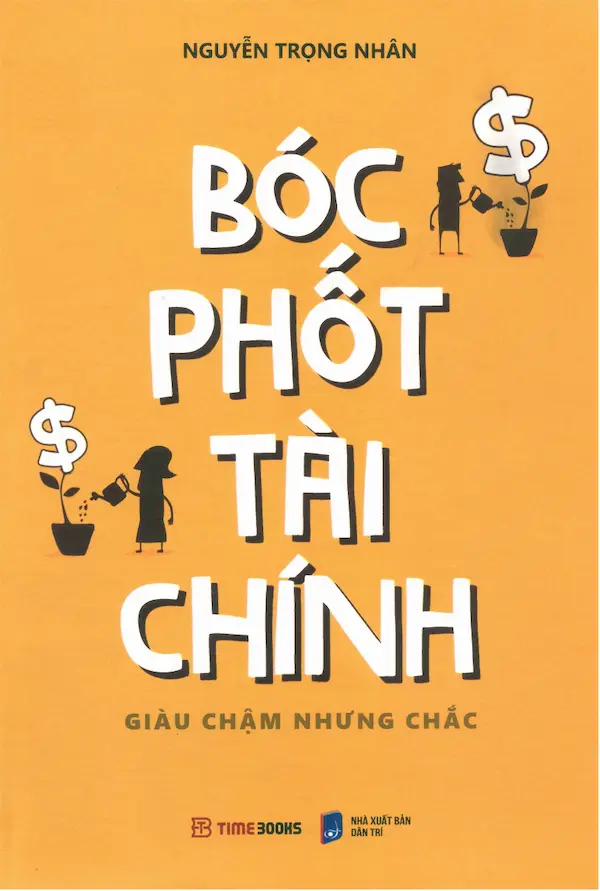 NGUYỄN TRỌNG NHÂN
BÓC
PHỐT
TÀI
CHÍNH
GIÀU CHẬM NHƯNG CHẮC
TIMEBOOKS
NHÀ XUẤT BẢN
DÂN TRÍ